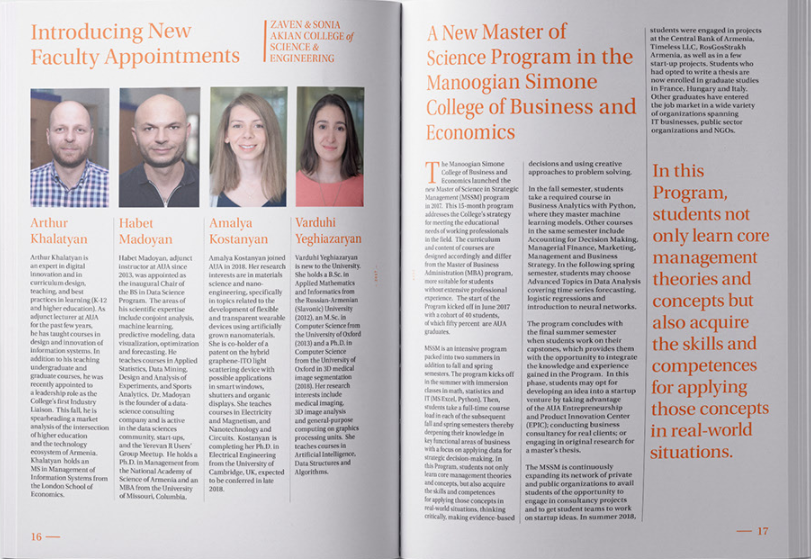 Introducing New
Faculty Appointments
ZAVEN & SONIA
AKIAN COLLEGE of
SCIENCE &
ENGINEERING
Arthur
Khalatyan
Arthur Khalatyan is
an expert in digital
innovation and in
curriculum design,
teaching, and best
practices in learning (K-12
and higher education). As
adjunct lecturer at AUA
for the past few years,
he has taught courses in
design and innovation of
information systems. In
addition to his teaching
undergraduate and
graduate courses, he was
recently appointed to
a leadership role as the
College's first Industry
Liaison. This fall, he is
spearheading a market
analysis of the intersection
of higher education
and the technology
ecosystem of Armenia.
Khalatyan holds an
MS in Management of
Information Systems from
the London School of
Economics.
Habet
Madoyan
Habet Madoyan, adjunct
instructor at AUA since
2013, was appointed as
the inaugural Chair of
the BS in Data Science
Program. The areas of
his scientific expertise
include conjoint analysis,
machine learning,
predictive modeling, data
visualization, optimization
and forecasting. He
teaches courses in Applied
Statistics, Data Mining,
Design and Analysis of
Experiments, and Sports
Analytics. Dr. Madoyan
is the founder of a data-
science consulting
company and is active
in the data sciences
community, start-ups,
and the Yerevan R Users'
Group Meetup. He holds a
Ph.D. in Management from
the National Academy of
Science of Armenia and an
MBA from the University
of Missouri, Columbia.
Amalya
Kostanyan
Amalya Kostanyan joined
AUA in 2018. Her research
interests are in materials
science and nano-
engineering, specifically
in topics related to the
development of flexible
and transparent wearable
devices using artificially
grown nanomaterials.
She is co-holder of a
patent on the hybrid
graphene-ITO light
scattering device with
possible applications
in smart windows,
shutters and organic
displays. She teaches
courses in Electricity
and Magnetism, and
Nanotechnology and
Circuits. Kostanyan is
completing her Ph.D. in
Electrical Engineering
from the University of
Cambridge, UK, expected
to be conferred in late
2018.
Varduhi
Yeghiazaryan
Varduhi Yeghiazaryan
is new to the University.
She holds a B.Sc. in
Applied Mathematics
and Informatics from
the Russian-Armenian
(Slavonic) University
(2012), an M.Sc. in
Computer Science from
the University of Oxford
(2013) and a Ph.D. in
Computer Science
from the University of
Oxford in 3D medical
image segmentation
(2018). Her research
interests include
medical imaging,
3D image analysis
and general-purpose
computing on graphics
processing units. She
teaches courses in
Artificial Intelligence,
Data Structures and
Algorithms.
16
A New Master of
Science Program in the
Manoogian Simone
College of Business and
Economics
The Manoogian Simone
College of Business and
Economics launched the
new Master of Science in Strategic
Management (MSSM) program
in 2017. This 15-month program
addresses the College's strategy
for meeting the educational
needs of working professionals
in the field. The curriculum
and content of courses are
designed accordingly and differ
from the Master of Business
Administration (MBA) program,
more suitable for students
without extensive professional
experience. The start of the
Program kicked off in June 2017
with a cohort of 40 students,
of which fifty percent are AUA
graduates.
MSSM is an intensive program
packed into two summers in
addition to fall and spring
semesters. The program kicks off
in the summer with immersion
classes in math, statistics and
IT (MS Excel, Python). Then,
students take a full-time course
load in each of the subsequent
fall and spring semesters thereby
deepening their knowledge in
key functional areas of business
with a focus on applying data for
strategic decision-making. In
this Program, students not only
learn core management theories
and concepts, but also acquire
the skills and competences
for applying those concepts in
real-world situations, thinking
critically, making evidence-based
decisions and using creative
approaches to problem solving.
In the fall semester, students
take a required course in
Business Analytics with Python,
where they master machine
learning models. Other courses
in the same semester include
Accounting for Decision Making,
Managerial Finance, Marketing,
Management and Business
Strategy. In the following spring
semester, students may choose
Advanced Topics in Data Analysis
covering time series forecasting,
logistic regressions and
introduction to neural networks.
The program concludes with
the final summer semester
when students work on their
capstones, which provides them
with the opportunity to integrate
the knowledge and experience
gained in the Program. In this
phase, students may opt for
developing an idea into a startup
venture by taking advantage
of the AUA Entrepreneurship
and Product Innovation Center
(EPIC); conducting business
consultancy for real clients; or
engaging in original research for
a master's thesis.
The MSSM is continuously
expanding its network of private
and public organizations to avail
students of the opportunity to
engage in consultancy projects
and to get student teams to work
on startup ideas. In summer 2018,
students were engaged in projects
at the Central Bank of Armenia,
Timeless LLC, RosGosStrakh
Armenia, as well as in a few
start-up projects. Students who
had opted to write a thesis are
now enrolled in graduate studies
in France, Hungary and Italy.
Other graduates have entered
the job market in a wide variety
of organizations spanning
IT businesses, public sector
organizations and NGOs.
In this
Program,
students not
only learn core
management
theories and
concepts but
also acquire
the skills and
competences
for applying
those concepts
in real-world
situations.
17